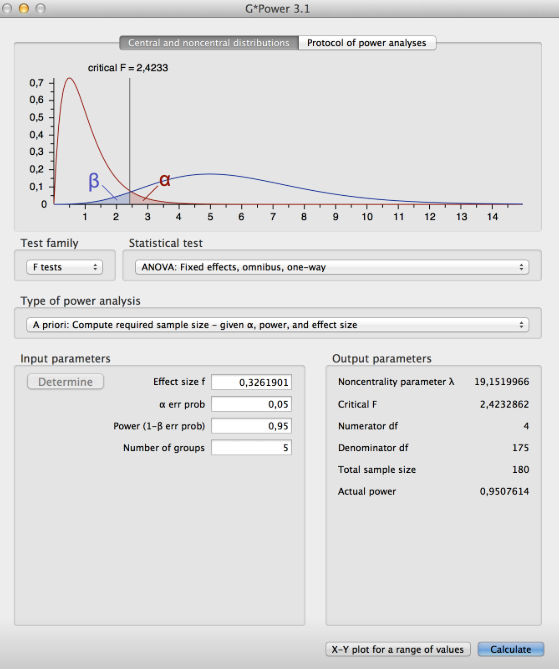 G*Power 3.1
Central and noncentral distributions Protocol of power analyses
critical F = 2,4233
0,7
0,6
0,5
0,4
0,3
0,2
0,1
0
β α
1 2 3 4 5 6 7 8 9 10 11 12 13 14
Test family Statistical test
F tests ANOVA: Fixed effects, omnibus, one-way
Type of power analysis
A priori: Compute required sample size – given α, power, and effect size
Input parameters Output parameters
Determine Effect size f 0,3261901 Noncentrality parameter λ 19,1519966
α err prob 0,05 Critical F 2,4232862
Power (1-β err prob) 0,95 Numerator df 4
Number of groups 5 Denominator df 175
Total sample size 180
Actual power 0,9507614
X-Y plot for a range of values Calculate